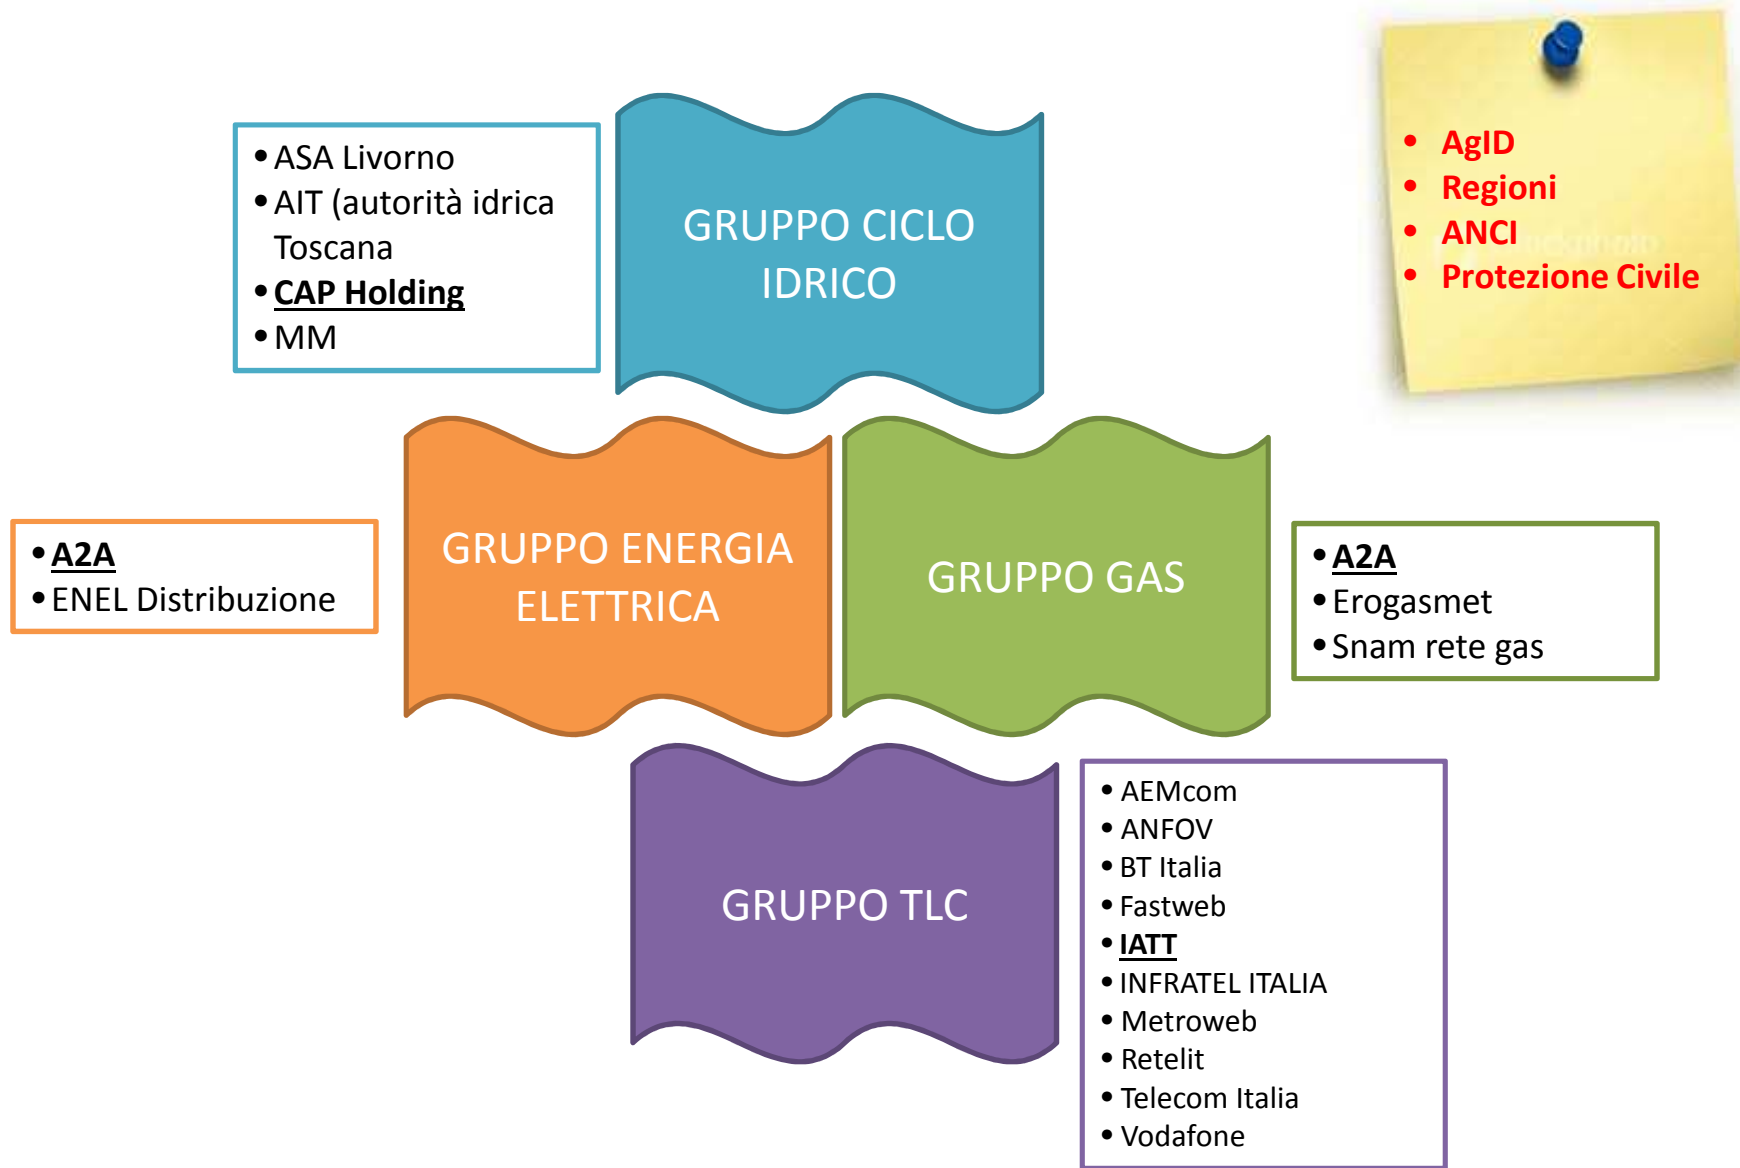 • ASA Livorno
• AIT (autorità idrica
Toscana
• CAP Holding
• MM
GRUPPO CICLO
IDRICO
• AgID
• Regioni
• ANCI
• Protezione Civile
• A2A
• ENEL Distribuzione
GRUPPO ENERGIA
ELETTRICA
GRUPPO GAS
• A2A
• Erogasmet
• Snam rete gas
GRUPPO TLC
• AEMcom
• ANFOV
• BT Italia
• Fastweb
• IATT
• INFRATEL ITALIA
• Metroweb
• Retelit
• Telecom Italia
• Vodafone